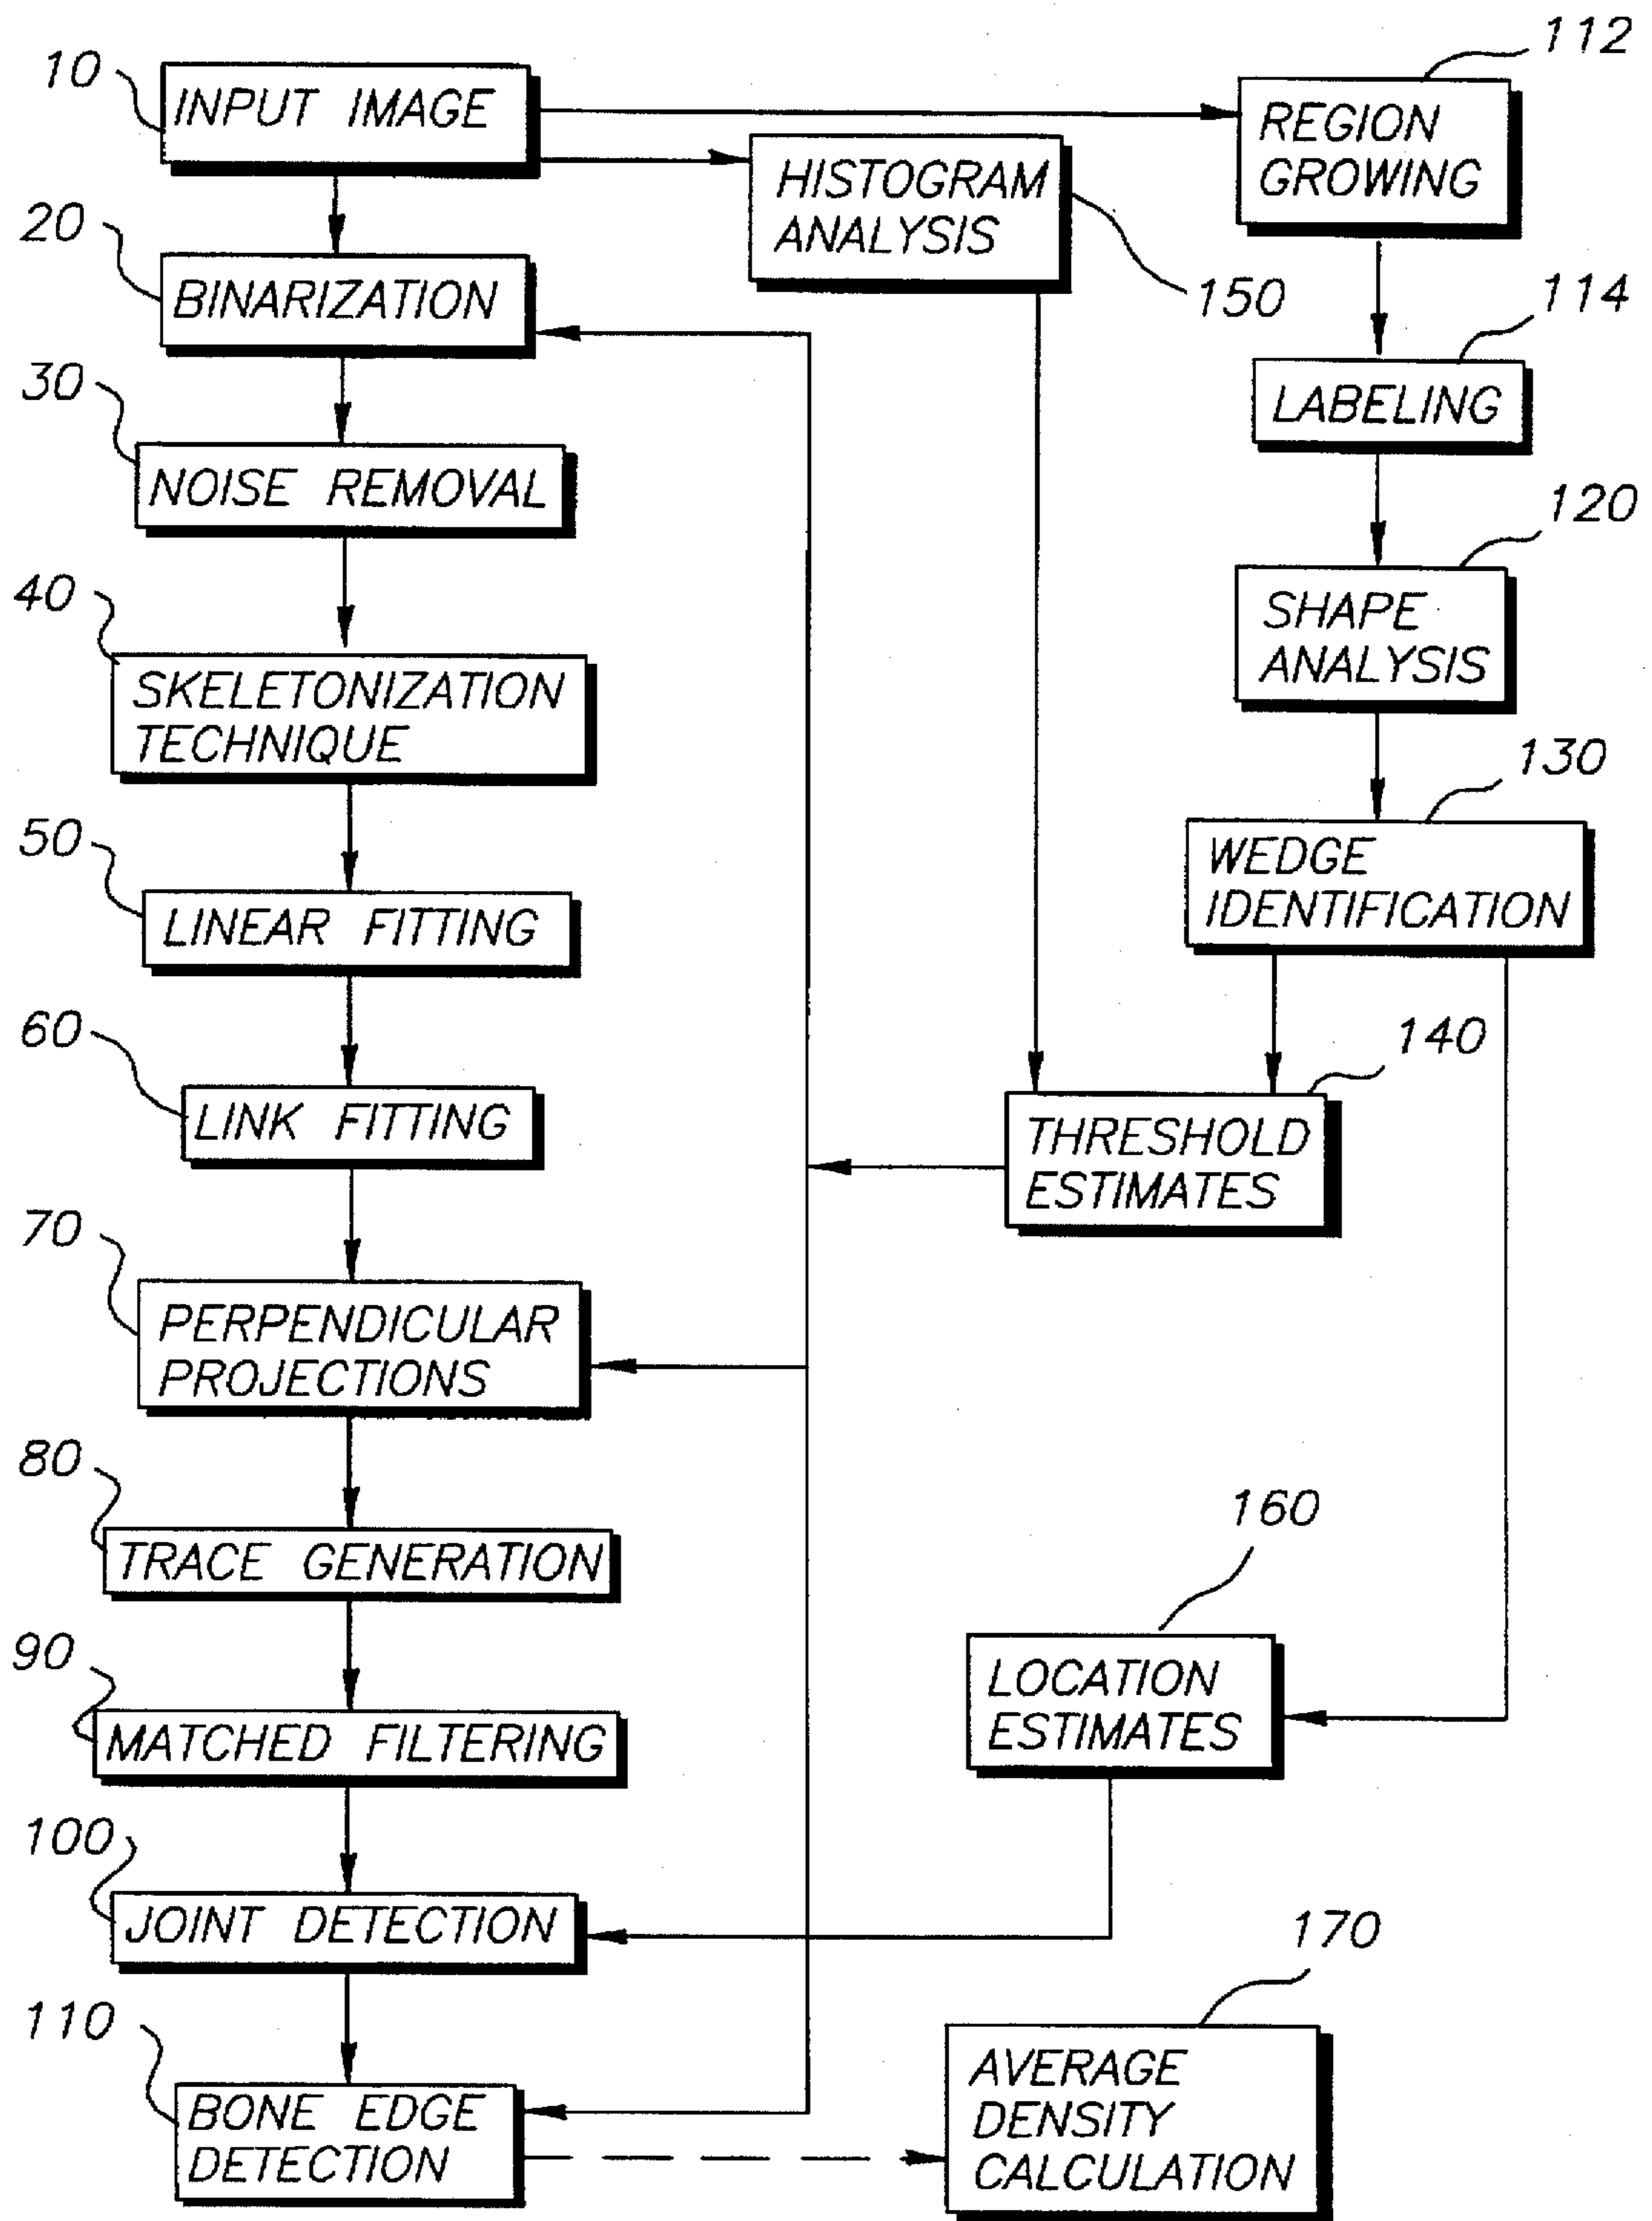 10
INPUT IMAGE
112
REGION
GROWING
HISTOGRAM
ANALYSIS
150
20
BINARIZATION
114
LABELING
30
NOISE REMOVAL
120
SHAPE
ANALYSIS
40
SKELETONIZATION
TECHNIQUE
130
WEDGE
IDENTIFICATION
50
LINEAR FITTING
60
LINK FITTING
140
THRESHOLD
ESTIMATES
70
PERPENDICULAR
PROJECTIONS
80
TRACE GENERATION
160
LOCATION
ESTIMATES
90
MATCHED FILTERING
100
JOINT DETECTION
170
AVERAGE
DENSITY
CALCULATION
110
BONE EDGE
DETECTION